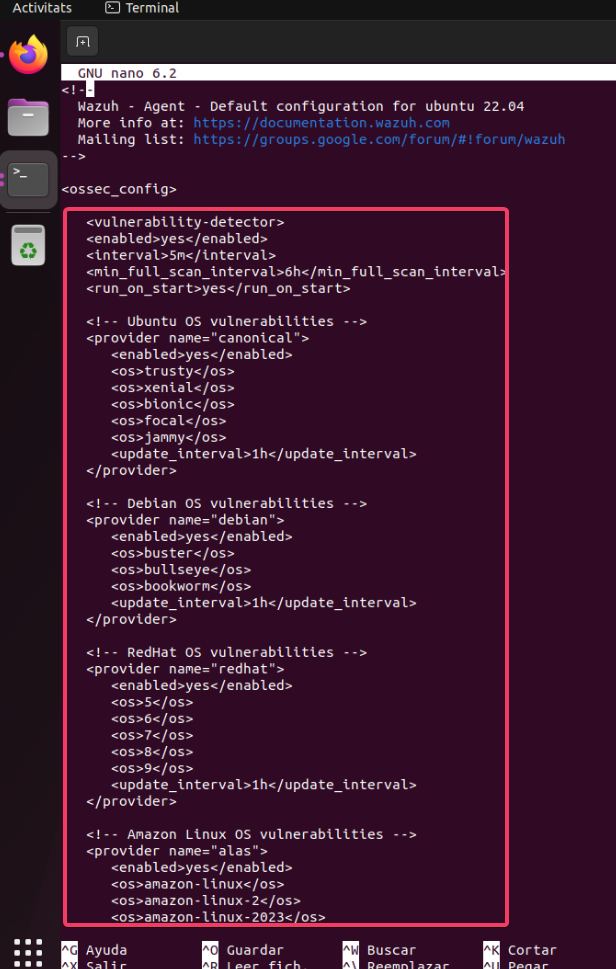 Activitats Terminal
GNU nano 6.2
<!--
Wazuh - Agent - Default configuration for ubuntu 22.04
More info at: https://documentation.wazuh.com
Mailing list: https://groups.google.com/forum/#!forum/wazuh
-->
<ossec_config>
<vulnerability-detector>
<enabled>yes</enabled>
<interval>5m</interval>
<min_full_scan_interval>6h</min_full_scan_interval>
<run_on_start>yes</run_on_start>
<!-- Ubuntu OS vulnerabilities -->
<provider name="canonical">
<enabled>yes</enabled>
<os>trusty</os>
<os>xenial</os>
<os>bionic</os>
<os>focal</os>
<os>jammy</os>
<update_interval>1h</update_interval>
</provider>
<!-- Debian OS vulnerabilities -->
<provider name="debian">
<enabled>yes</enabled>
<os>buster</os>
<os>bullseye</os>
<os>bookworm</os>
<update_interval>1h</update_interval>
</provider>
<!-- RedHat OS vulnerabilities -->
<provider name="redhat">
<enabled>yes</enabled>
<os>5</os>
<os>6</os>
<os>7</os>
<os>8</os>
<os>9</os>
<update_interval>1h</update_interval>
</provider>
<!-- Amazon Linux OS vulnerabilities -->
<provider name="alas">
<enabled>yes</enabled>
<os>amazon-linux</os>
<os>amazon-linux-2</os>
<os>amazon-linux-2023</os>
^G Ayuda ^O Guardar ^W Buscar ^K Cortar
^X Salir ^R Leer fich. ^\ Reemplazar ^U Pegar